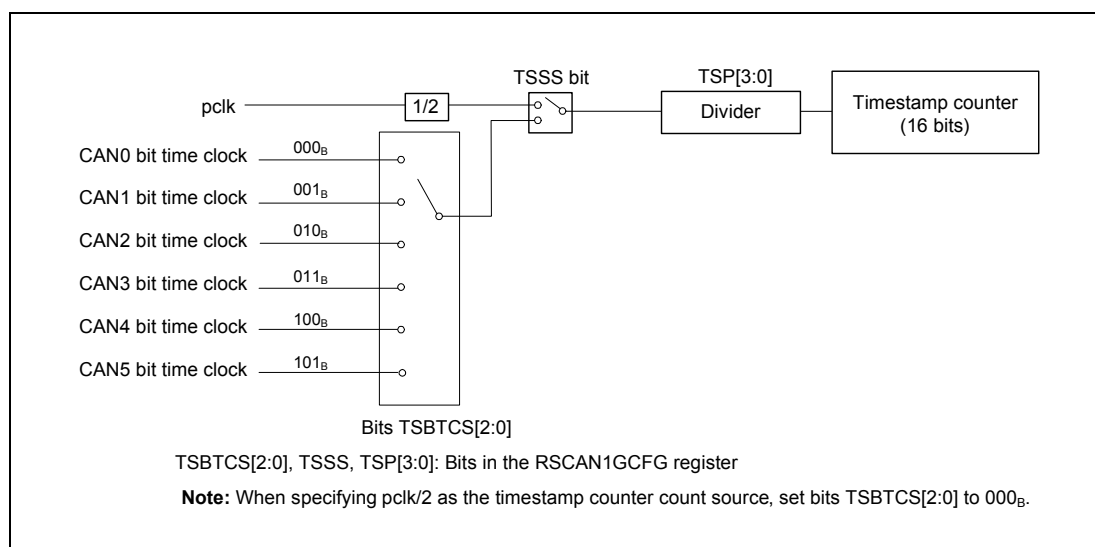 TSSS bit
TSP[3:0]
pclk
1/2
Divider
Timestamp counter
(16 bits)
CAN0 bit time clock 000B
CAN1 bit time clock 001B
CAN2 bit time clock 010B
CAN3 bit time clock 011B
CAN4 bit time clock 100B
CAN5 bit time clock 101B
Bits TSBTCS[2:0]
TSBTCS[2:0], TSSS, TSP[3:0]: Bits in the RSCAN1GCFG register
Note: When specifying pclk/2 as the timestamp counter count source, set bits TSBTCS[2:0] to 000B.